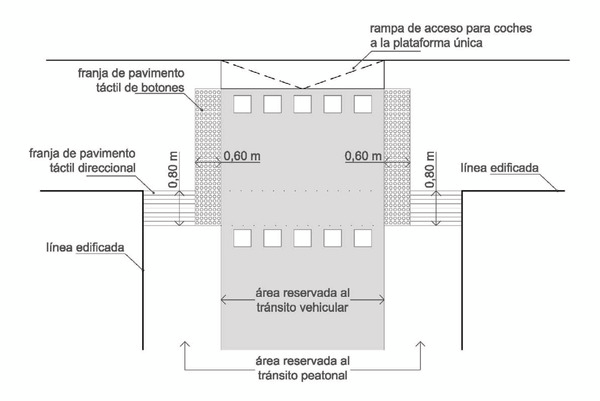 rampa de acceso para coches
a la plataforma única
franja de pavimento
táctil de botones
franja de pavimento
táctil direccional
0,80 m
0,60 m
0,60 m
0,80 m
línea edificada
línea edificada
área reservada al
tránsito vehicular
área reservada al
tránsito peatonal